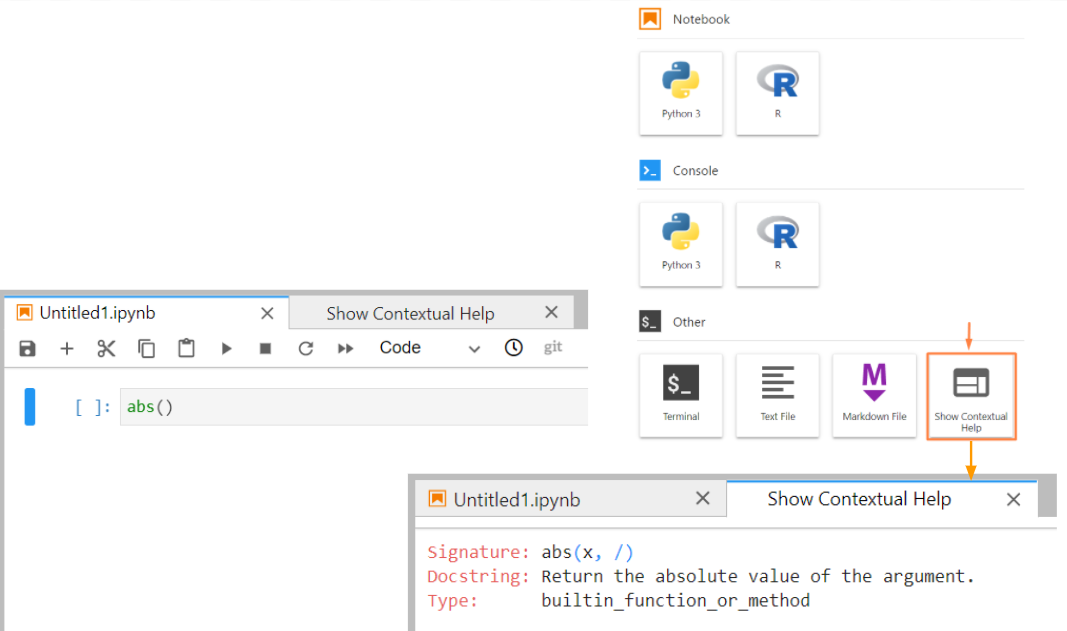 Notebook
Python 3
R
Console
Python 3
R
$_ Other
$_
Terminal
Text File
M
Markdown File
Show Contextual
Help
Untitled1.ipynb
Show Contextual Help
Code
git
[ ]: abs()
Untitled1.ipynb
Show Contextual Help
Signature: abs(x, /)
Docstring: Return the absolute value of the argument.
Type: builtin_function_or_method